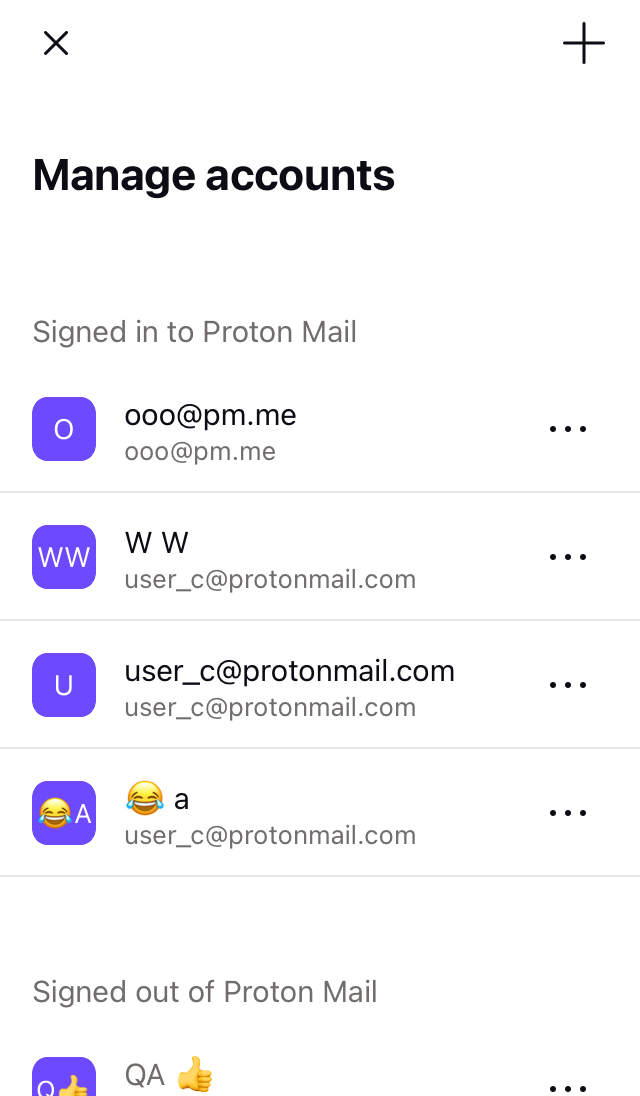 Manage accounts
Signed in to Proton Mail
O
ooo@pm.me
ooo@pm.me
WW
W W
user_c@protonmail.com
U
user_c@protonmail.com
user_c@protonmail.com
😂A
😂 a
user_c@protonmail.com
Signed out of Proton Mail
Q👍
QA 👍